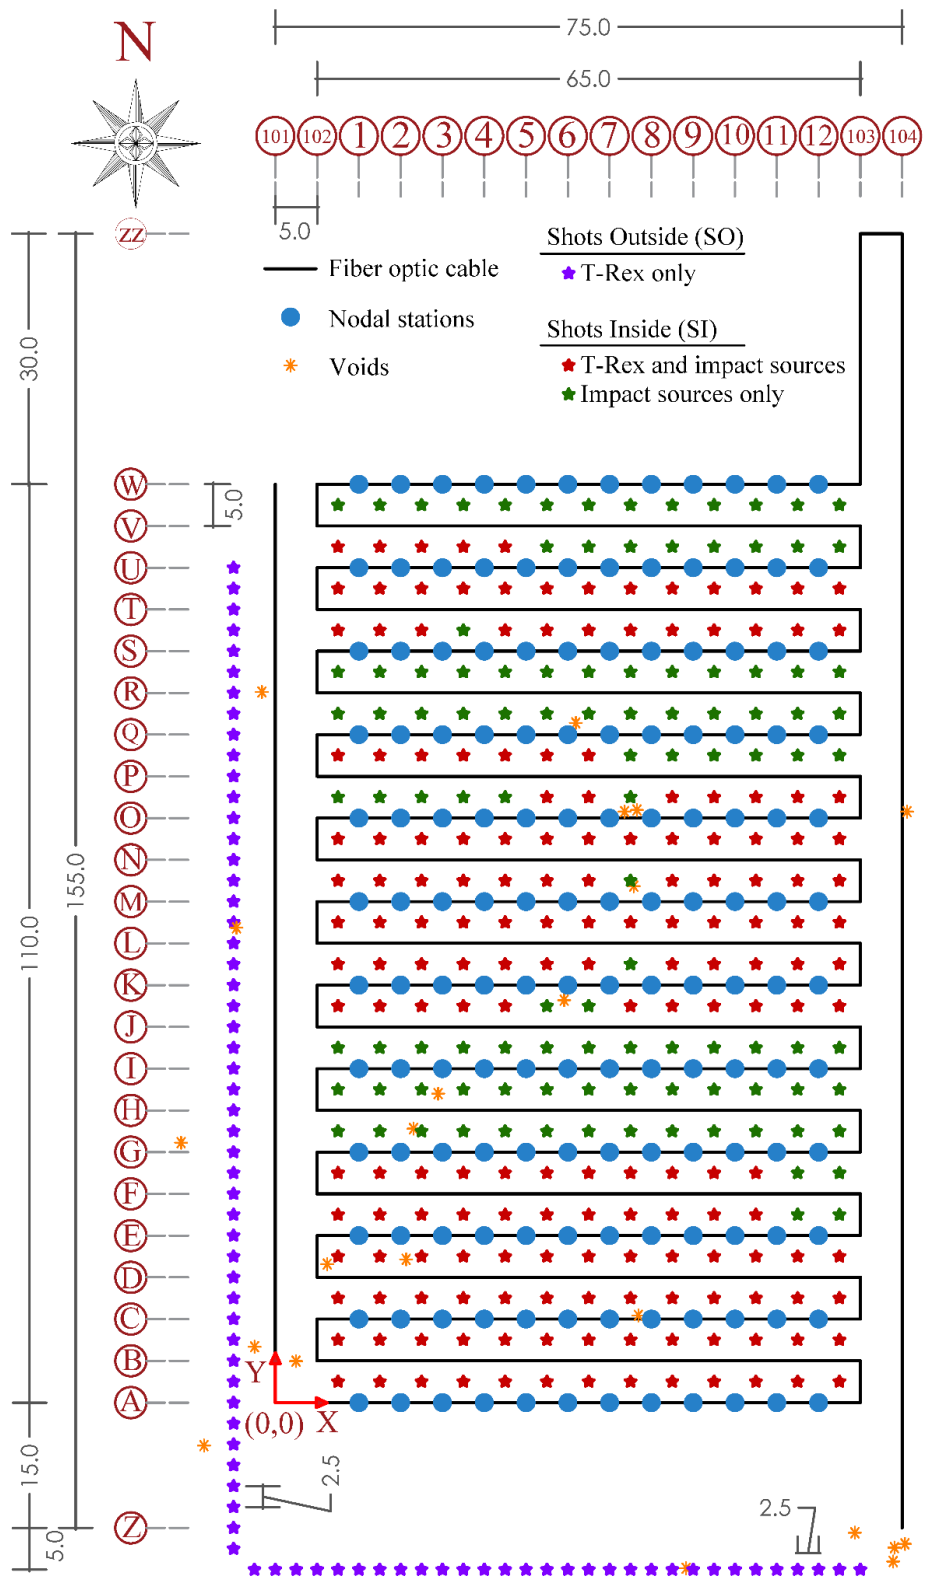 75.0
N
65.0
101 102 1 2 3 4 5 6 7 8 9 10 11 12 103 104
5.0
ZZ
Shots Outside (SO)
T-Rex only
Fiber optic cable
Nodal stations
Voids
Shots Inside (SI)
T-Rex and impact sources
Impact sources only
30.0
W
5.0
V
U
T
S
R
Q
P
O
N
155.0
M
110.0
L
K
J
I
H
G
F
E
D
C
B
Y
A
(0,0) X
15.0
2.5
2.5
Z
5.0